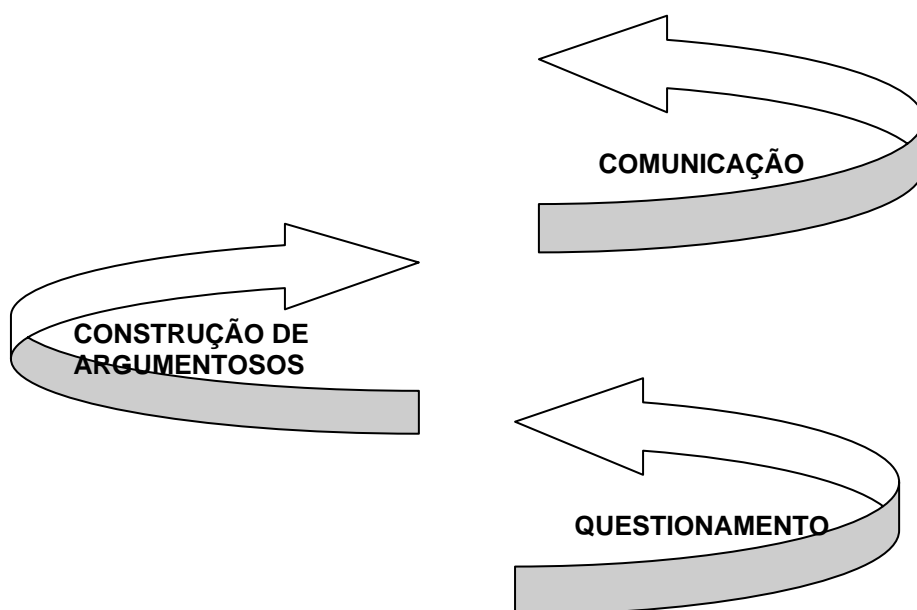 COMUNICAÇÃO
CONSTRUÇÃO DE
ARGUMENTOSOS
QUESTIONAMENTO